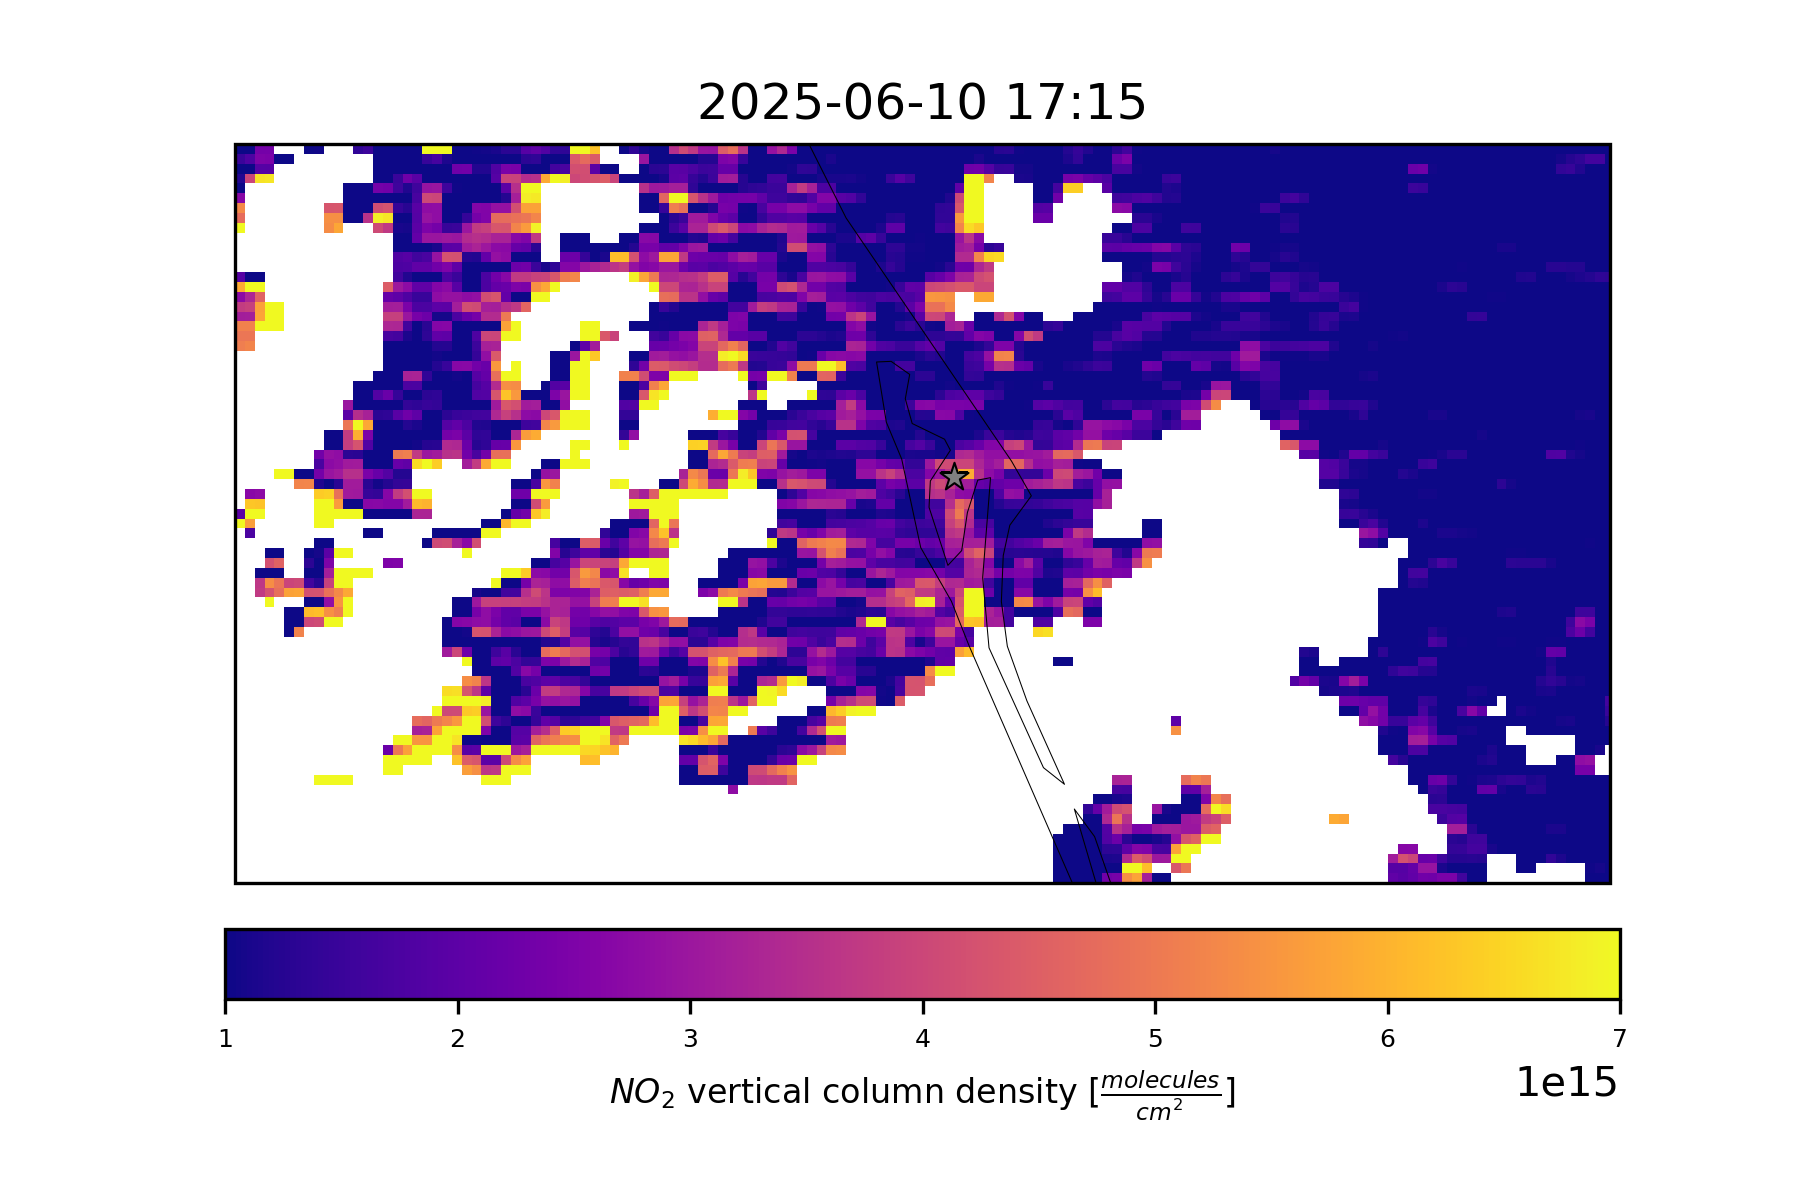 2025-06-10 17:15
1 2 3 4 5 6 7
1e15
NO₂ vertical column density [molecules/cm²]